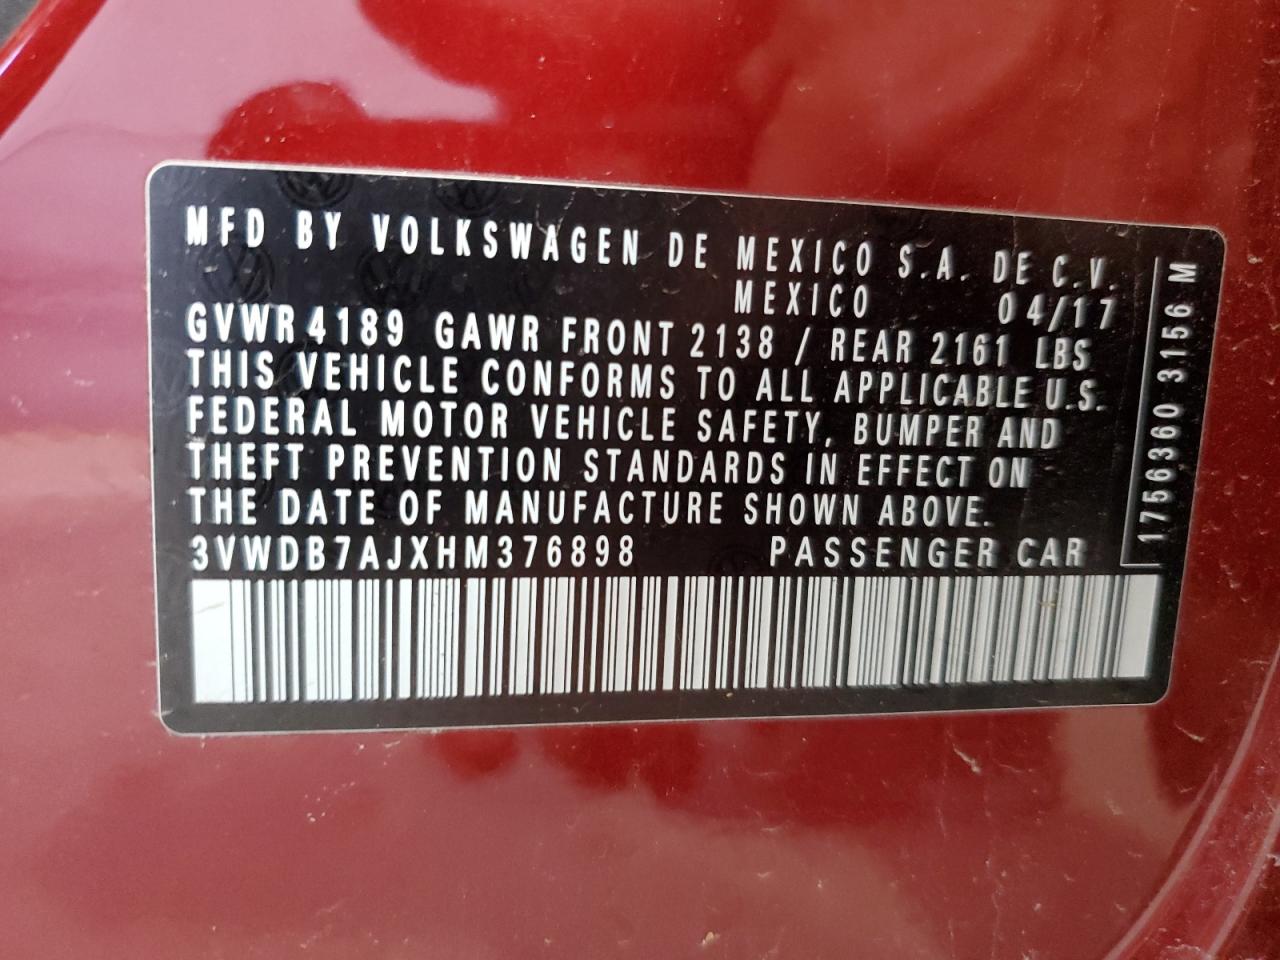 MFD BY VOLKSWAGEN DE MEXICO S.A. DE C.V.
MEXICO 04/17
GVWR 4189 GAWR FRONT 2138 / REAR 2161 LBS
THIS VEHICLE CONFORMS TO ALL APPLICABLE U.S.
FEDERAL MOTOR VEHICLE SAFETY, BUMPER AND
THEFT PREVENTION STANDARDS IN EFFECT ON
THE DATE OF MANUFACTURE SHOWN ABOVE.
3VWDB7AJXHM376898 PASSENGER CAR
1756360 3156 M